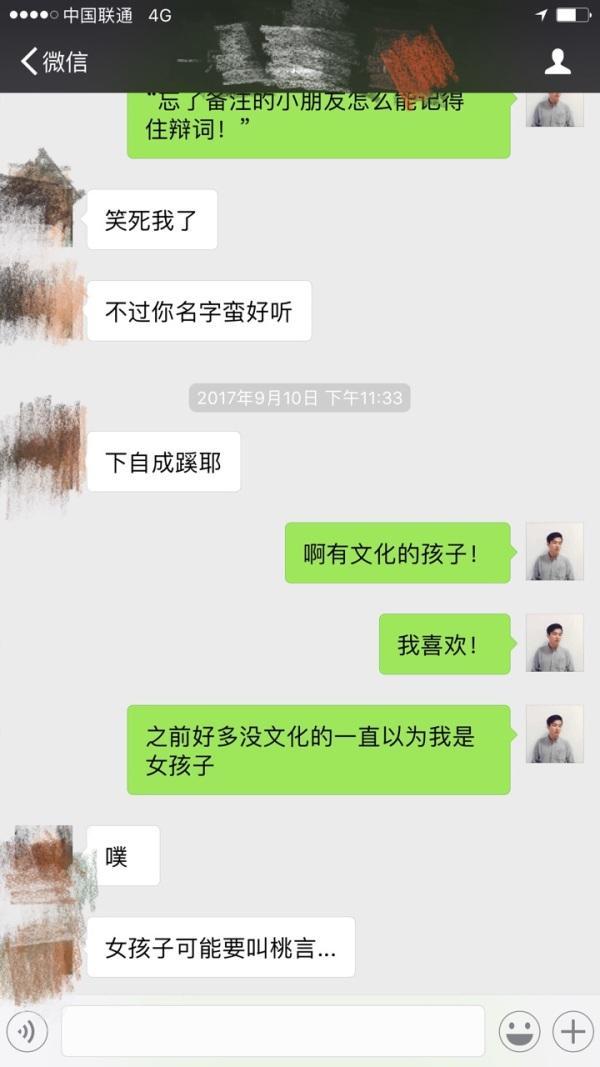 中国联通 4G
微信
“忘了备注的小朋友怎么能记得
住辩词！”
笑死我了
不过你名字蛮好听
2017年9月10日 下午11:33
下自成蹊耶
啊有文化的孩子！
我喜欢！
之前好多没文化的一直以为我是
女孩子
噗
女孩子可能要叫桃言...